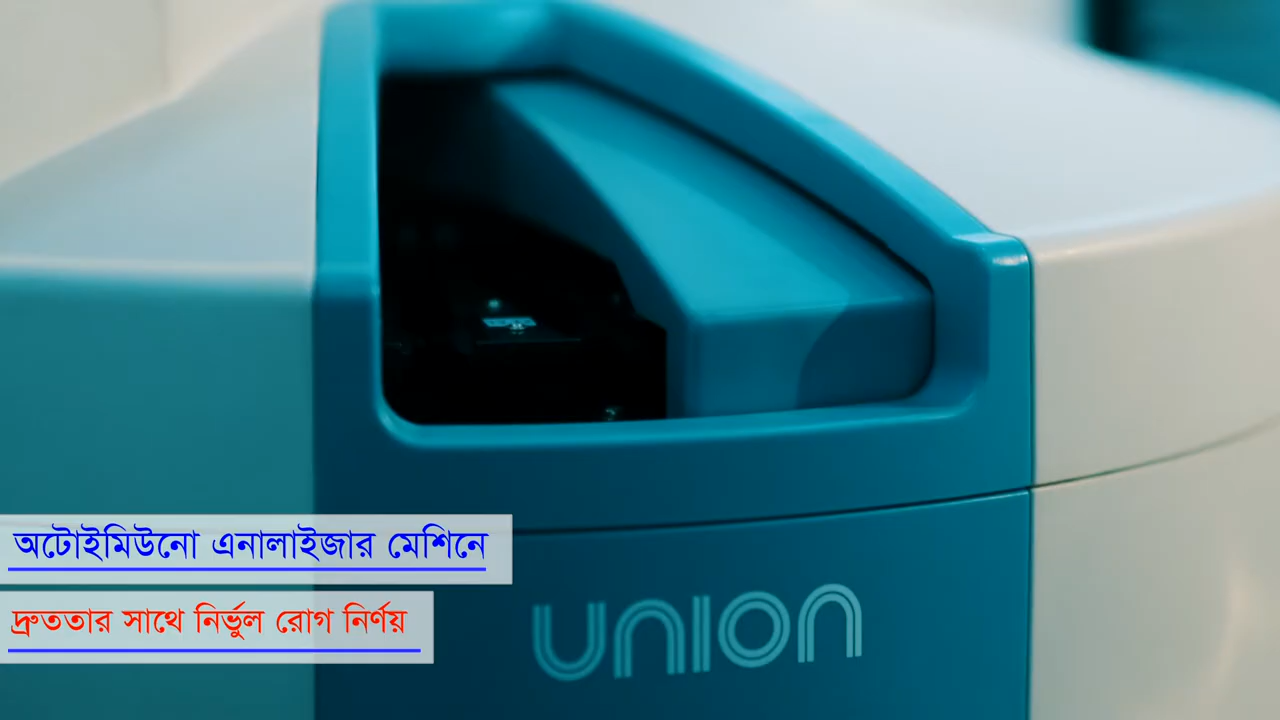 অটোইমিউনো এনালাইজার মেশিনে
দ্রুততার সাথে নির্ভুল রোগ নির্ণয়
UNION